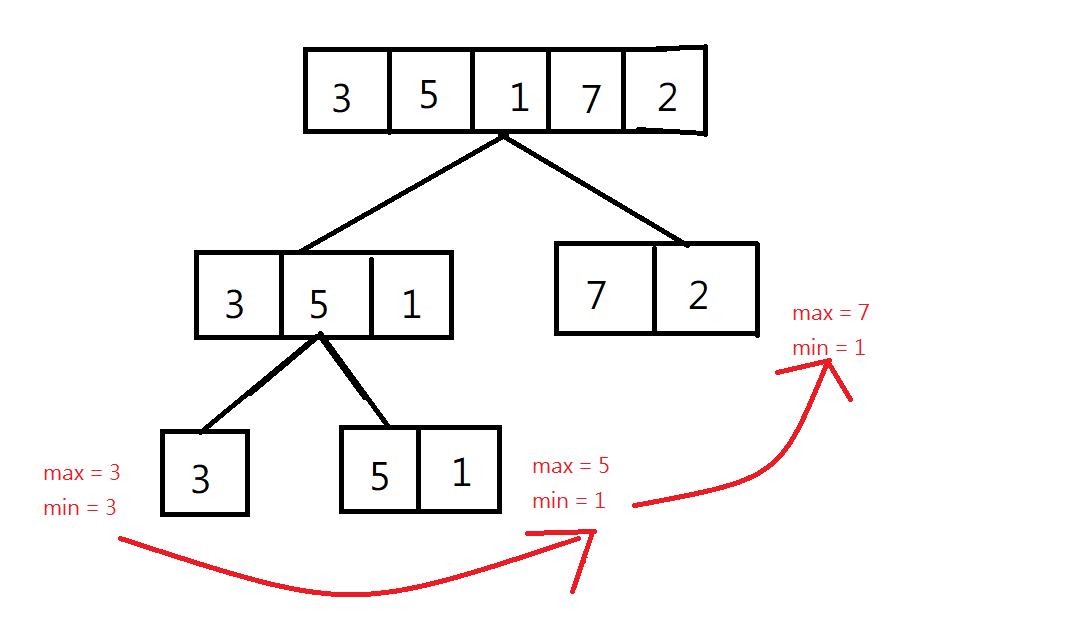 3 5 1 7 2
3 5 1
7 2
max = 7
min = 1
3
5 1
max = 3
min = 3
max = 5
min = 1